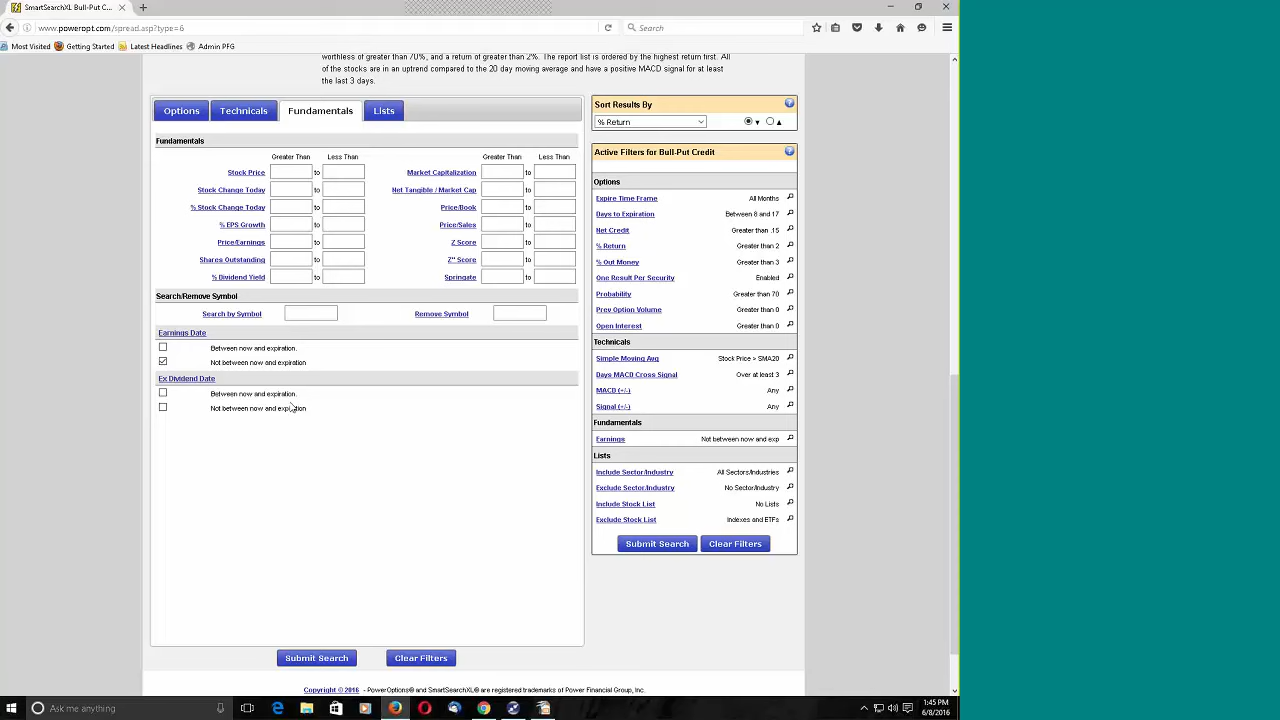 SmartSearchXL Bull-Put C...
www.poweropt.com/spread.asp?type=6
Search
Most Visited
Getting Started
Latest Headlines
Admin PFG
worthless of greater than 70%, and a return of greater than 2%. The report list is ordered by the highest return first. All
of the stocks are in an uptrend compared to the 20 day moving average and have a positive MACD signal for at least
the last 3 days.
Options
Technicals
Fundamentals
Lists
Fundamentals
Greater Than Less Than Greater Than Less Than
Stock Price to Market Capitalization to
Stock Change Today to Net Tangible / Market Cap to
% Stock Change Today to Price/Book to
% EPS Growth to Price/Sales to
Price/Earnings to Z Score to
Shares Outstanding to Z" Score to
% Dividend Yield to Springate to
Search/Remove Symbol
Search by Symbol Remove Symbol
Earnings Date
Between now and expiration.
Not between now and expiration
Ex Dividend Date
Between now and expiration.
Not between now and expiration
Submit Search Clear Filters
Sort Results By
% Return
Active Filters for Bull-Put Credit
Options
Expire Time Frame All Months
Days to Expiration Between 8 and 17
Net Credit Greater than .15
% Return Greater than 2
% Out Money Greater than 3
One Result Per Security Enabled
Probability Greater than 70
Prev Option Volume Greater than 0
Open Interest Greater than 0
Technicals
Simple Moving Avg Stock Price > SMA20
Days MACD Cross Signal Over at least 3
MACD (+/-) Any
Signal (+/-) Any
Fundamentals
Earnings Not between now and exp
Lists
Include Sector/Industry All Sectors/Industries
Exclude Sector/Industry No Sector/Industry
Include Stock List No Lists
Exclude Stock List Indexes and ETFs
Submit Search Clear Filters
Copyright © 2016 - PowerOptions® and SmartSearchXL® are registered trademarks of Power Financial Group, Inc.
Ask me anything
1:45 PM
6/8/2016